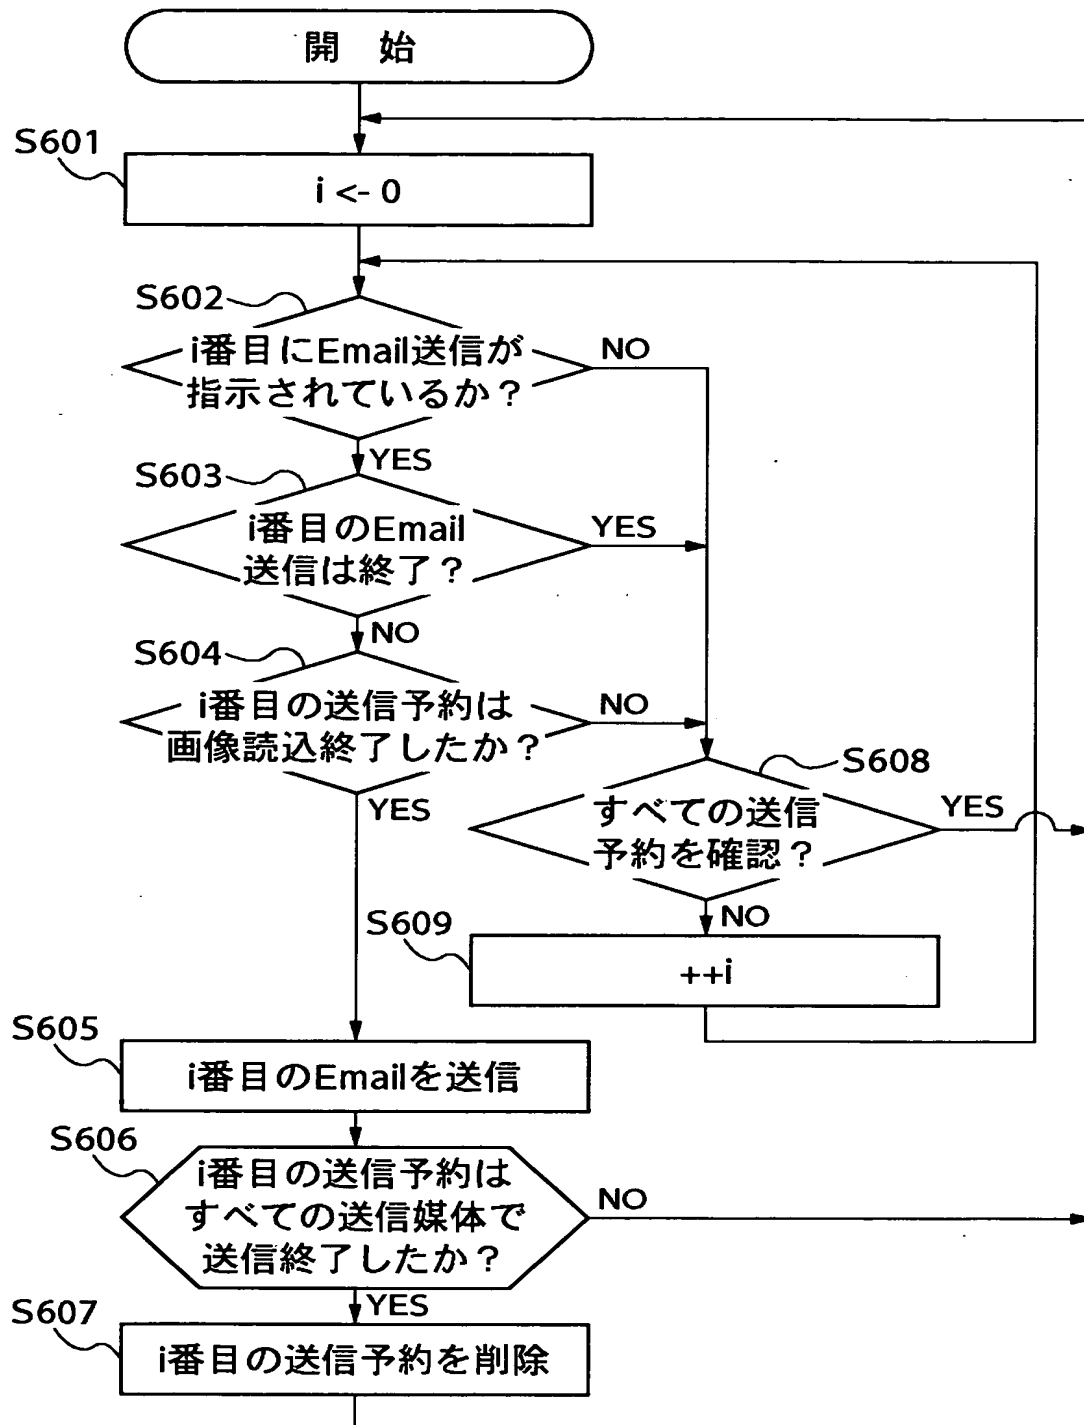 開 始
S601
i <- 0
S602
i番目にEmail送信が
指示されているか？
NO
YES
S603
i番目のEmail
送信は終了？
YES
NO
S604
i番目の送信予約は
画像読込終了したか？
NO
YES
S608
すべての送信
予約を確認？
YES
NO
S609
++i
S605
i番目のEmailを送信
S606
i番目の送信予約は
すべての送信媒体で
送信終了したか？
NO
YES
S607
i番目の送信予約を削除